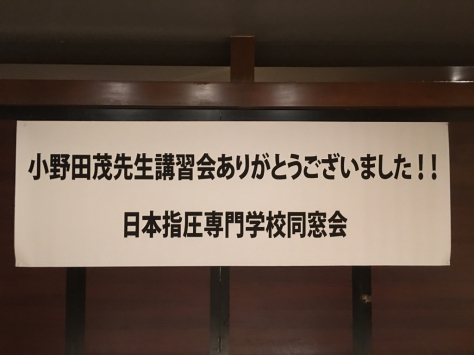 小野田茂先生講習会ありがとうございました！！
日本指圧専門学校同窓会